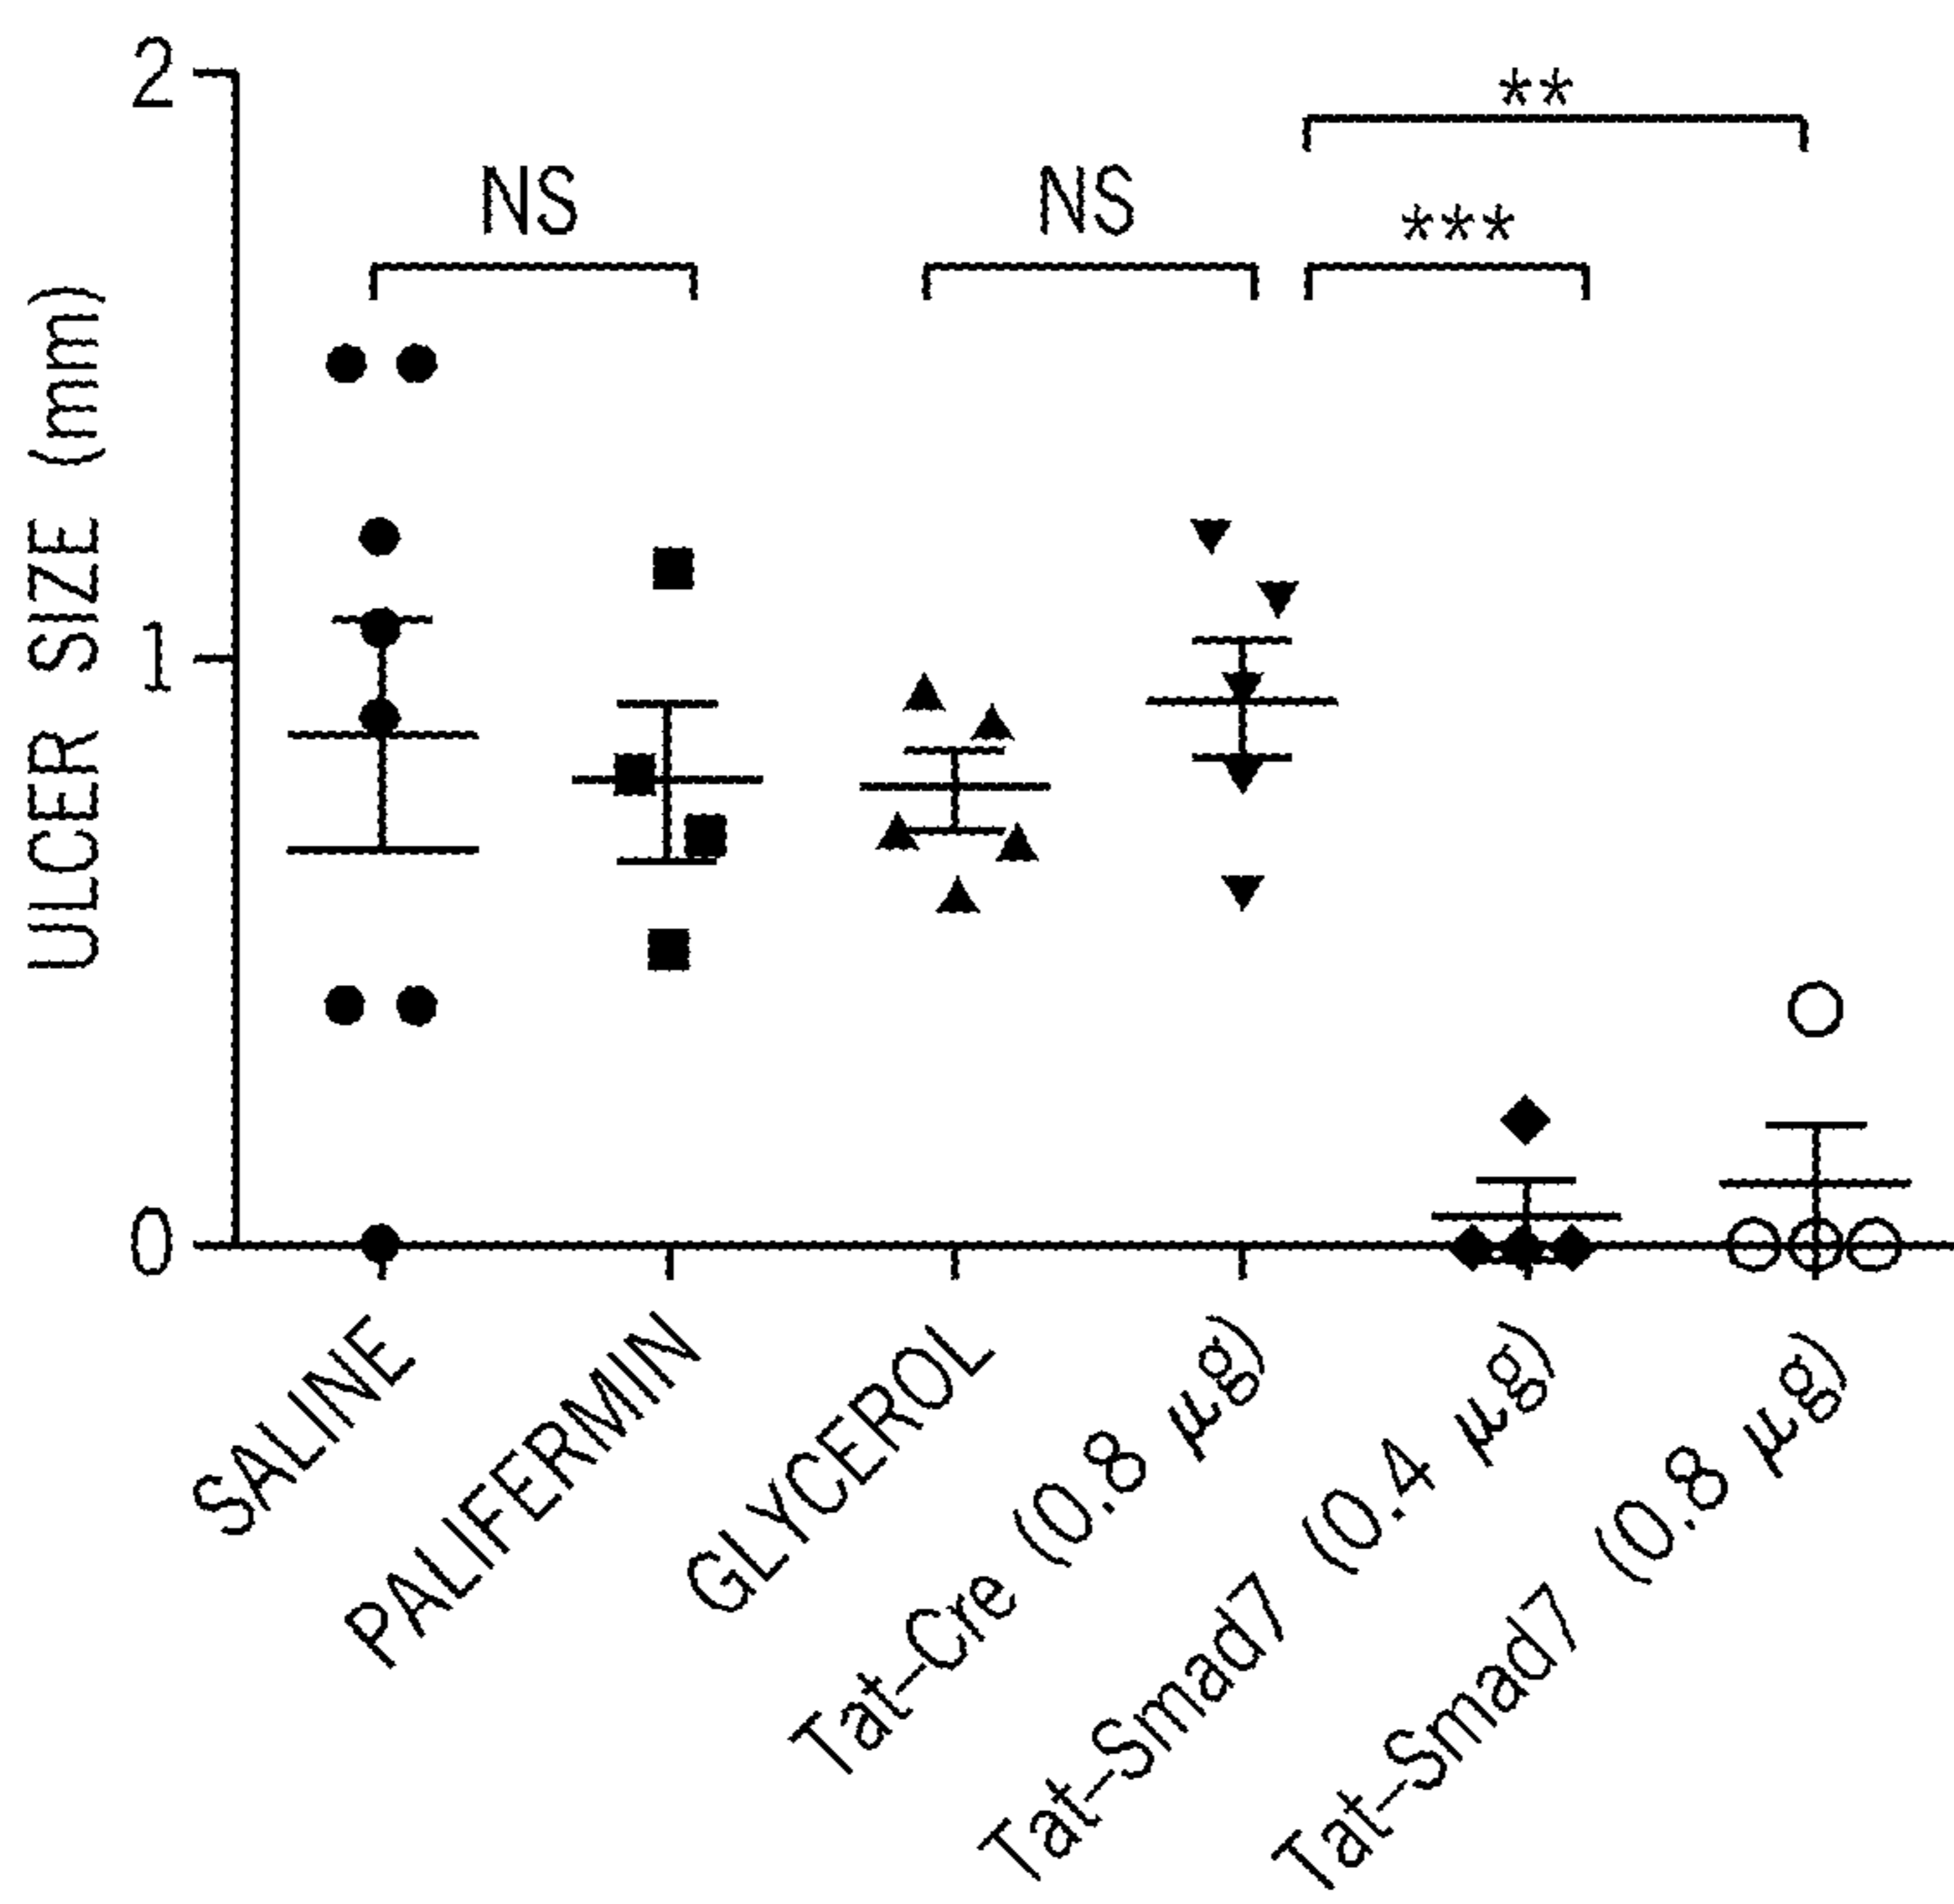 2
**
NS
NS
***
ULCER SIZE (mm)
1
0
SALINE
PALIFERMIN
GLYCEROL
Tat-Cre (0.8 μg)
Tat-Smad7 (0.4 μg)
Tat-Smad7 (0.8 μg)